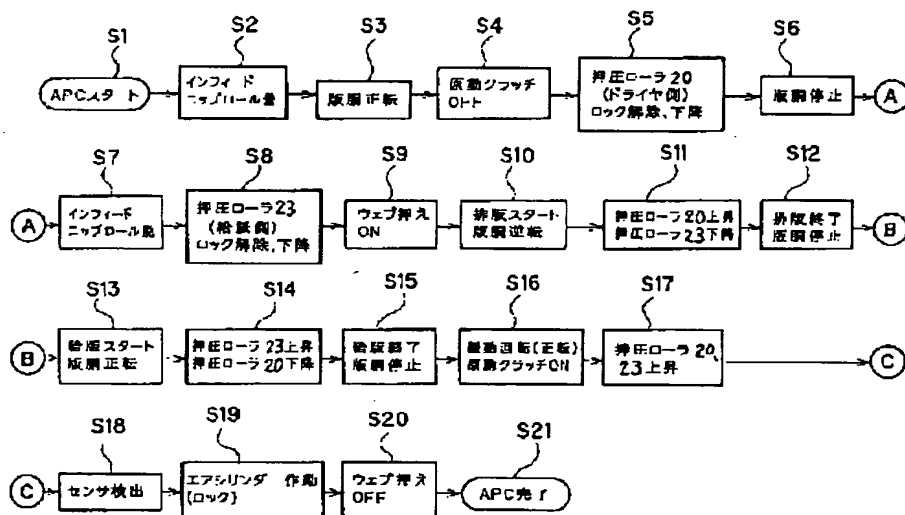 S1
APCスタート
S2
インフィード
ニップロール
S3
版胴正転
S4
原動クラッチ
OFF
S5
押圧ローラ20
(ドライヤ側)
ロック解除、下降
S6
版胴停止
A
A
S7
インフィード
ニップロール
S8
押圧ローラ23
(給紙側)
ロック解除、下降
S9
ウェブ押え
ON
S10
排版スタート
版胴逆転
S11
押圧ローラ20上昇
押圧ローラ23下降
S12
排版終了
版胴停止
B
B
S13
給版スタート
版胴正転
S14
押圧ローラ23上昇
押圧ローラ20下降
S15
給版終了
版胴停止
S16
回転(正転)
原動クラッチON
S17
押圧ローラ20、
23上昇
C
C
S18
センサ検出
S19
エアシリンダ 作動
(ロック)
S20
ウェブ押え
OFF
S21
APC完了